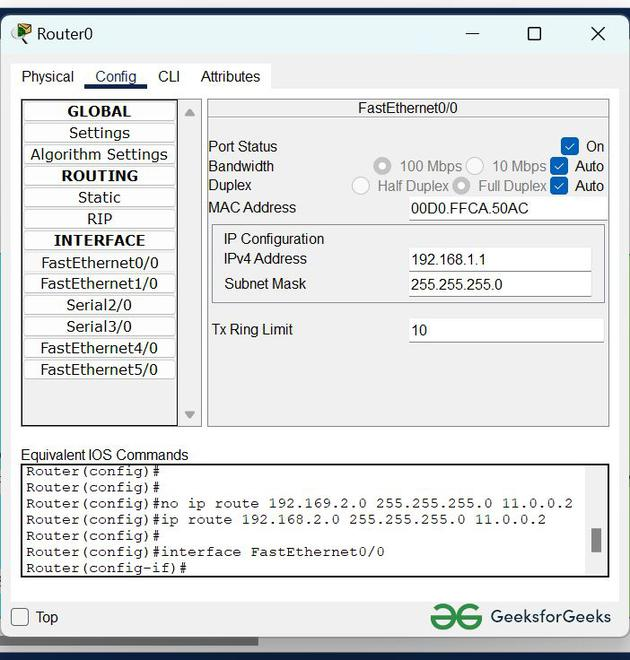 Router0
Physical Config CLI Attributes
GLOBAL
Settings
Algorithm Settings
ROUTING
Static
RIP
INTERFACE
FastEthernet0/0
FastEthernet1/0
Serial2/0
Serial3/0
FastEthernet4/0
FastEthernet5/0
FastEthernet0/0
Port Status On
Bandwidth 100 Mbps 10 Mbps Auto
Duplex Half Duplex Full Duplex Auto
MAC Address 00D0.FFCA.50AC
IP Configuration
IPv4 Address 192.168.1.1
Subnet Mask 255.255.255.0
Tx Ring Limit 10
Equivalent IOS Commands
Router(config)#
Router(config)#
Router(config)#no ip route 192.169.2.0 255.255.255.0 11.0.0.2
Router(config)#ip route 192.168.2.0 255.255.255.0 11.0.0.2
Router(config)#
Router(config)#interface FastEthernet0/0
Router(config-if)#
Top
GeeksforGeeks